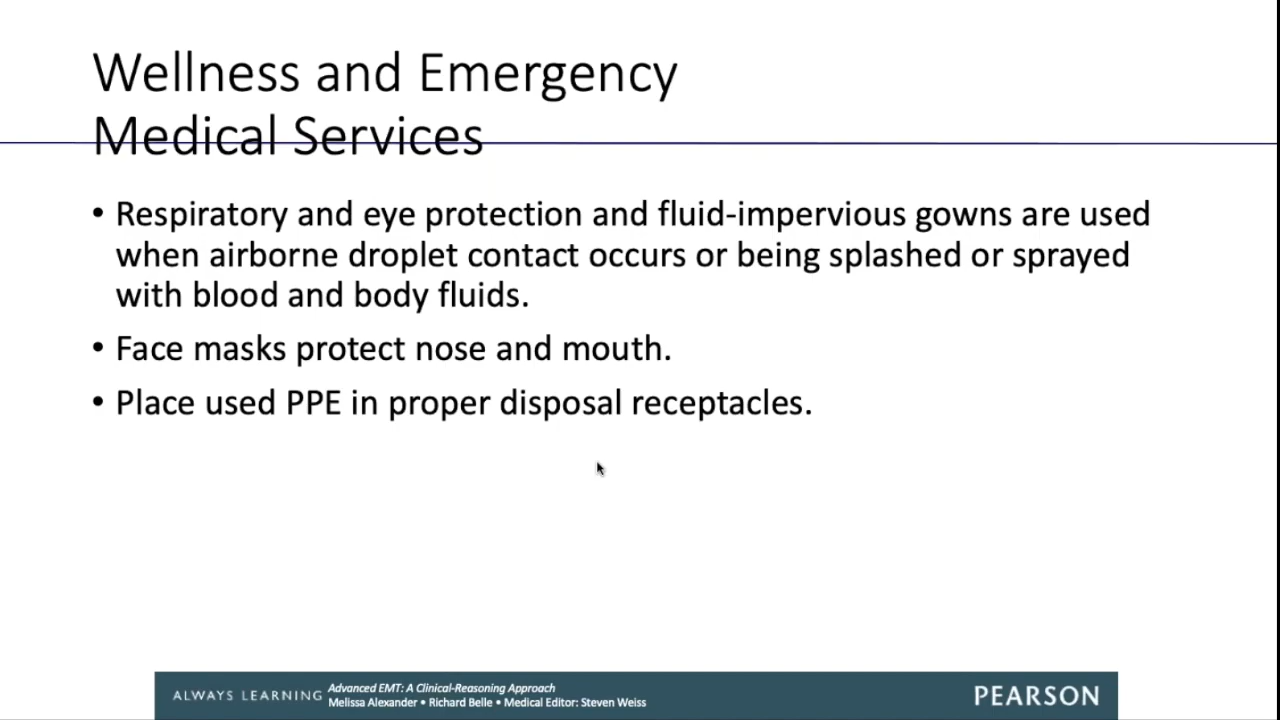 Wellness and Emergency
Medical Services
• Respiratory and eye protection and fluid-impervious gowns are used
when airborne droplet contact occurs or being splashed or sprayed
with blood and body fluids.
• Face masks protect nose and mouth.
• Place used PPE in proper disposal receptacles.
ALWAYS LEARNING
Advanced EMT: A Clinical-Reasoning Approach
Melissa Alexander • Richard Belle • Medical Editor: Steven Weiss
PEARSON